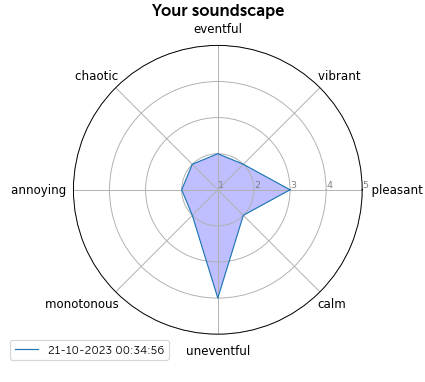 Your soundscape
eventful
chaotic
vibrant
annoying
1 2 3 4 5
pleasant
monotonous
calm
21-10-2023 00:34:56
uneventful